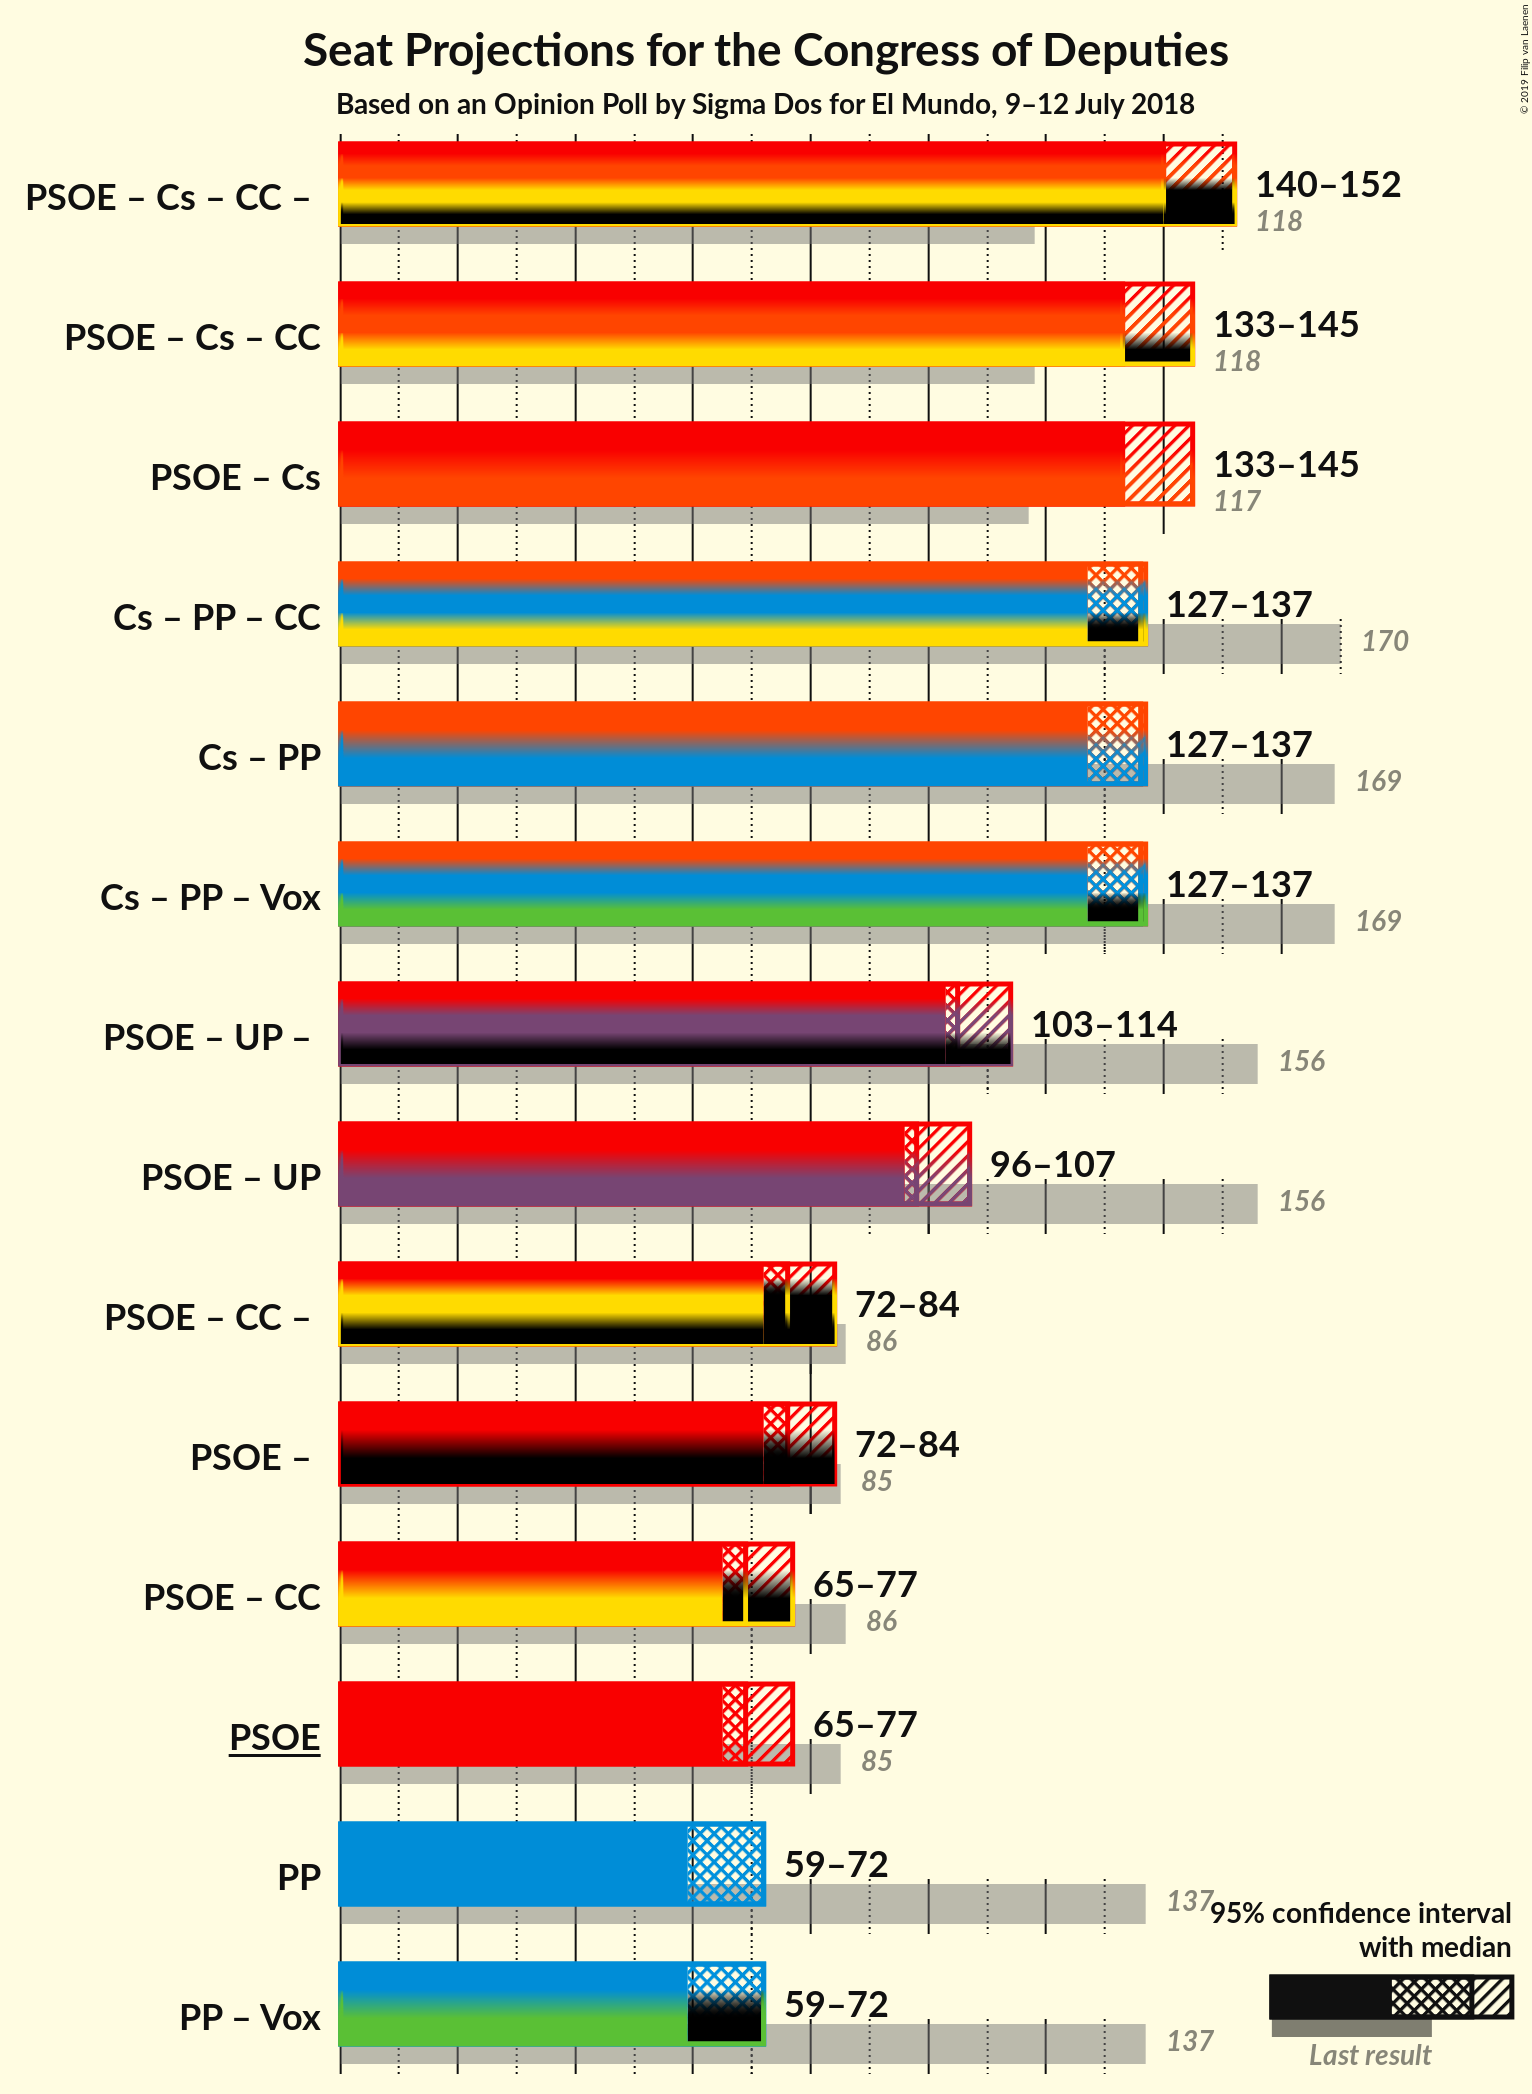 Seat Projections for the Congress of Deputies
Based on an Opinion Poll by Sigma Dos for El Mundo, 9–12 July 2018
© 2019 Filip van Laenen
PSOE – Cs – CC –
140–152
118
PSOE – Cs – CC
133–145
118
PSOE – Cs
133–145
117
Cs – PP – CC
127–137
170
Cs – PP
127–137
169
Cs – PP – Vox
127–137
169
PSOE – UP –
103–114
156
PSOE – UP
96–107
156
PSOE – CC –
72–84
86
PSOE –
72–84
85
PSOE – CC
65–77
86
PSOE
65–77
85
PP
59–72
137
PP – Vox
59–72
137
95% confidence interval
with median
Last result